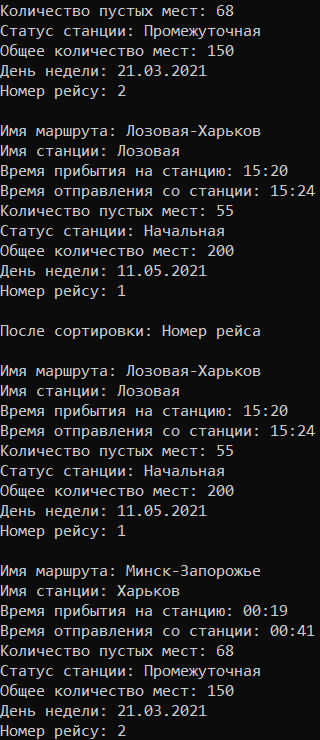 Количество пустых мест: 68
Статус станции: Промежуточная
Общее количество мест: 150
День недели: 21.03.2021
Номер рейсу: 2
Имя маршрута: Лозовая-Харьков
Имя станции: Лозовая
Время прибытия на станцию: 15:20
Время отправления со станции: 15:24
Количество пустых мест: 55
Статус станции: Начальная
Общее количество мест: 200
День недели: 11.05.2021
Номер рейсу: 1
После сортировки: Номер рейса
Имя маршрута: Лозовая-Харьков
Имя станции: Лозовая
Время прибытия на станцию: 15:20
Время отправления со станции: 15:24
Количество пустых мест: 55
Статус станции: Начальная
Общее количество мест: 200
День недели: 11.05.2021
Номер рейсу: 1
Имя маршрута: Минск-Запорожье
Имя станции: Харьков
Время прибытия на станцию: 00:19
Время отправления со станции: 00:41
Количество пустых мест: 68
Статус станции: Промежуточная
Общее количество мест: 150
День недели: 21.03.2021
Номер рейсу: 2